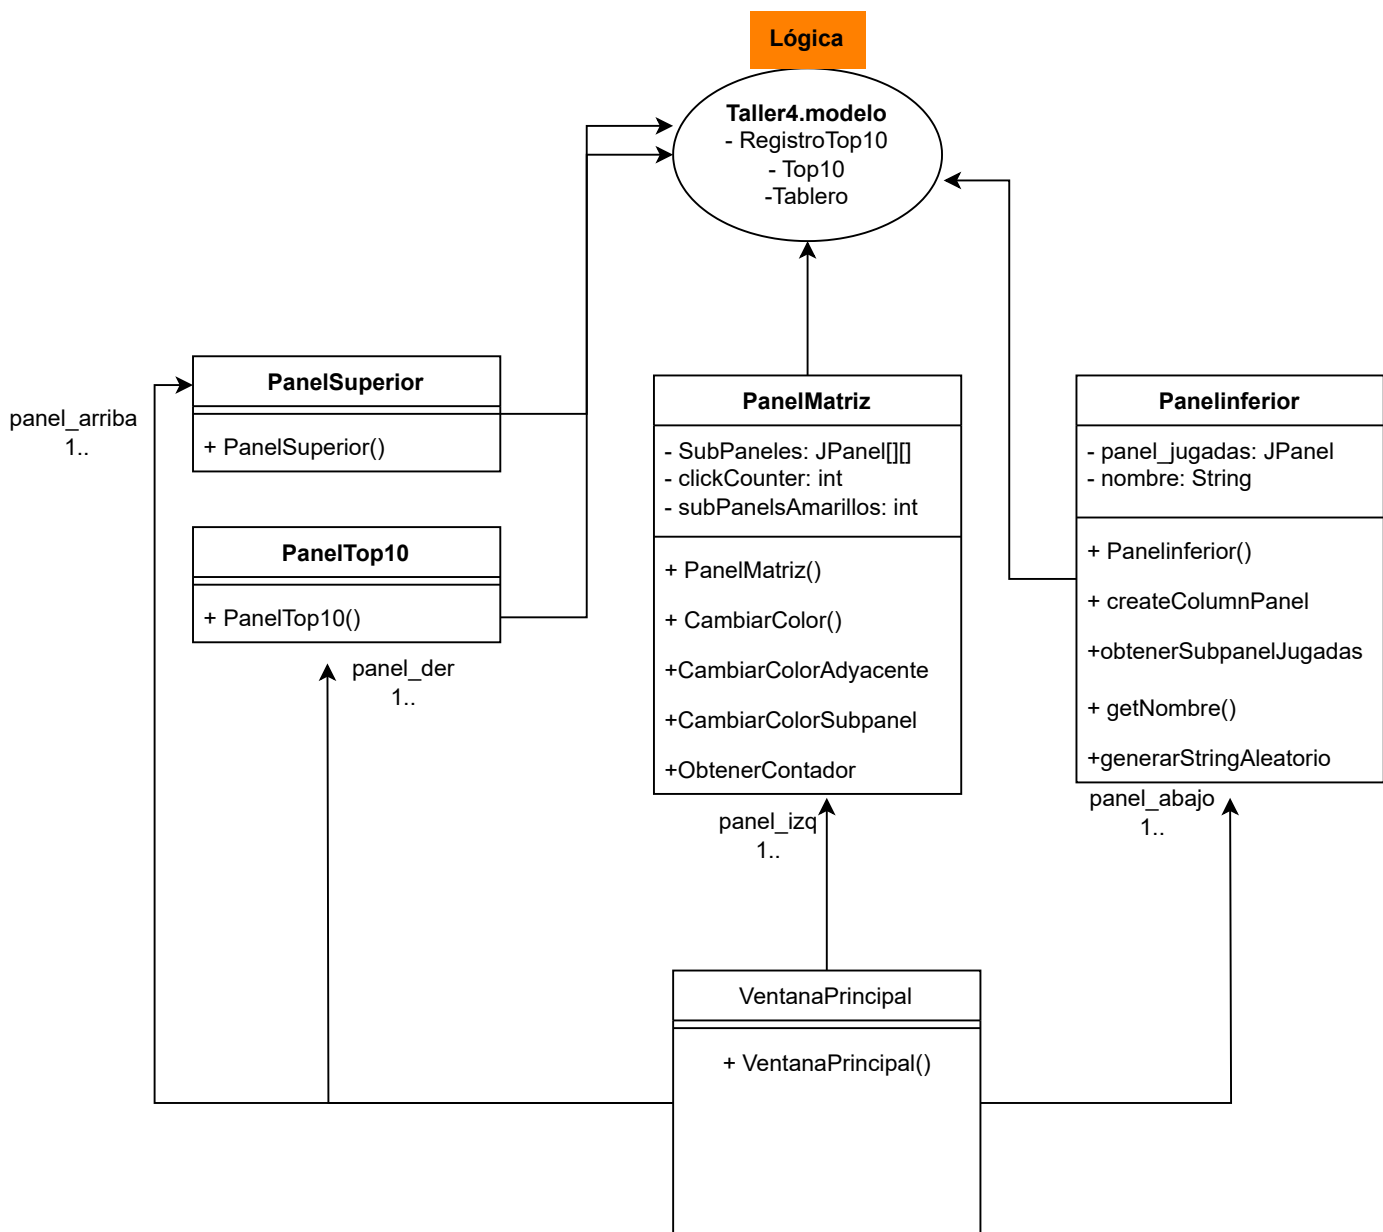 Lógica
Taller4.modelo
- RegistroTop10
- Top10
-Tablero
PanelSuperior
+ PanelSuperior()
panel_arriba
1..
PanelTop10
+ PanelTop10()
panel_der
1..
PanelMatriz
- SubPaneles: JPanel[][]
- clickCounter: int
- subPanelsAmarillos: int
+ PanelMatriz()
+ CambiarColor()
+CambiarColorAdyacente
+CambiarColorSubpanel
+ObtenerContador
panel_izq
1..
Panelinferior
- panel_jugadas: JPanel
- nombre: String
+ Panelinferior()
+ createColumnPanel
+obtenerSubpanelJugadas
+ getNombre()
+generarStringAleatorio
panel_abajo
1..
VentanaPrincipal
+ VentanaPrincipal()